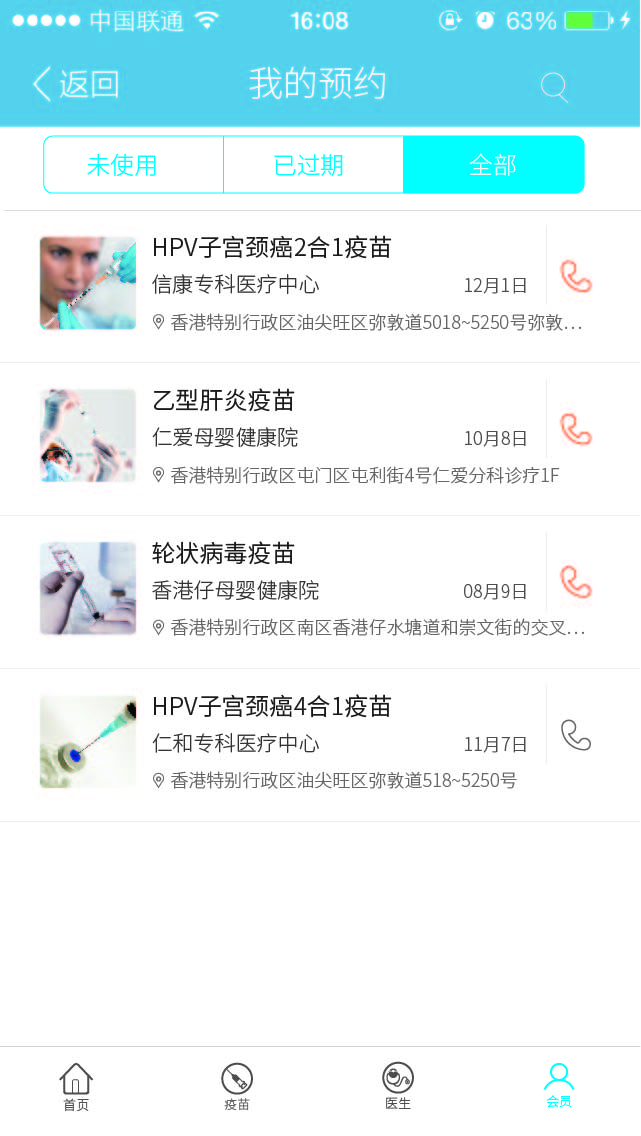 中国联通 16:08 63%
返回 我的预约
未使用 已过期 全部
HPV子宫颈癌2合1疫苗
信康专科医疗中心 12月1日
香港特别行政区油尖旺区弥敦道5018~5250号弥敦…
乙型肝炎疫苗
仁爱母婴健康院 10月8日
香港特别行政区屯门区屯利街4号仁爱分科诊疗1F
轮状病毒疫苗
香港仔母婴健康院 08月9日
香港特别行政区南区香港仔水塘道和崇文街的交叉…
HPV子宫颈癌4合1疫苗
仁和专科医疗中心 11月7日
香港特别行政区油尖旺区弥敦道518~5250号
首页 疫苗 医生 会员